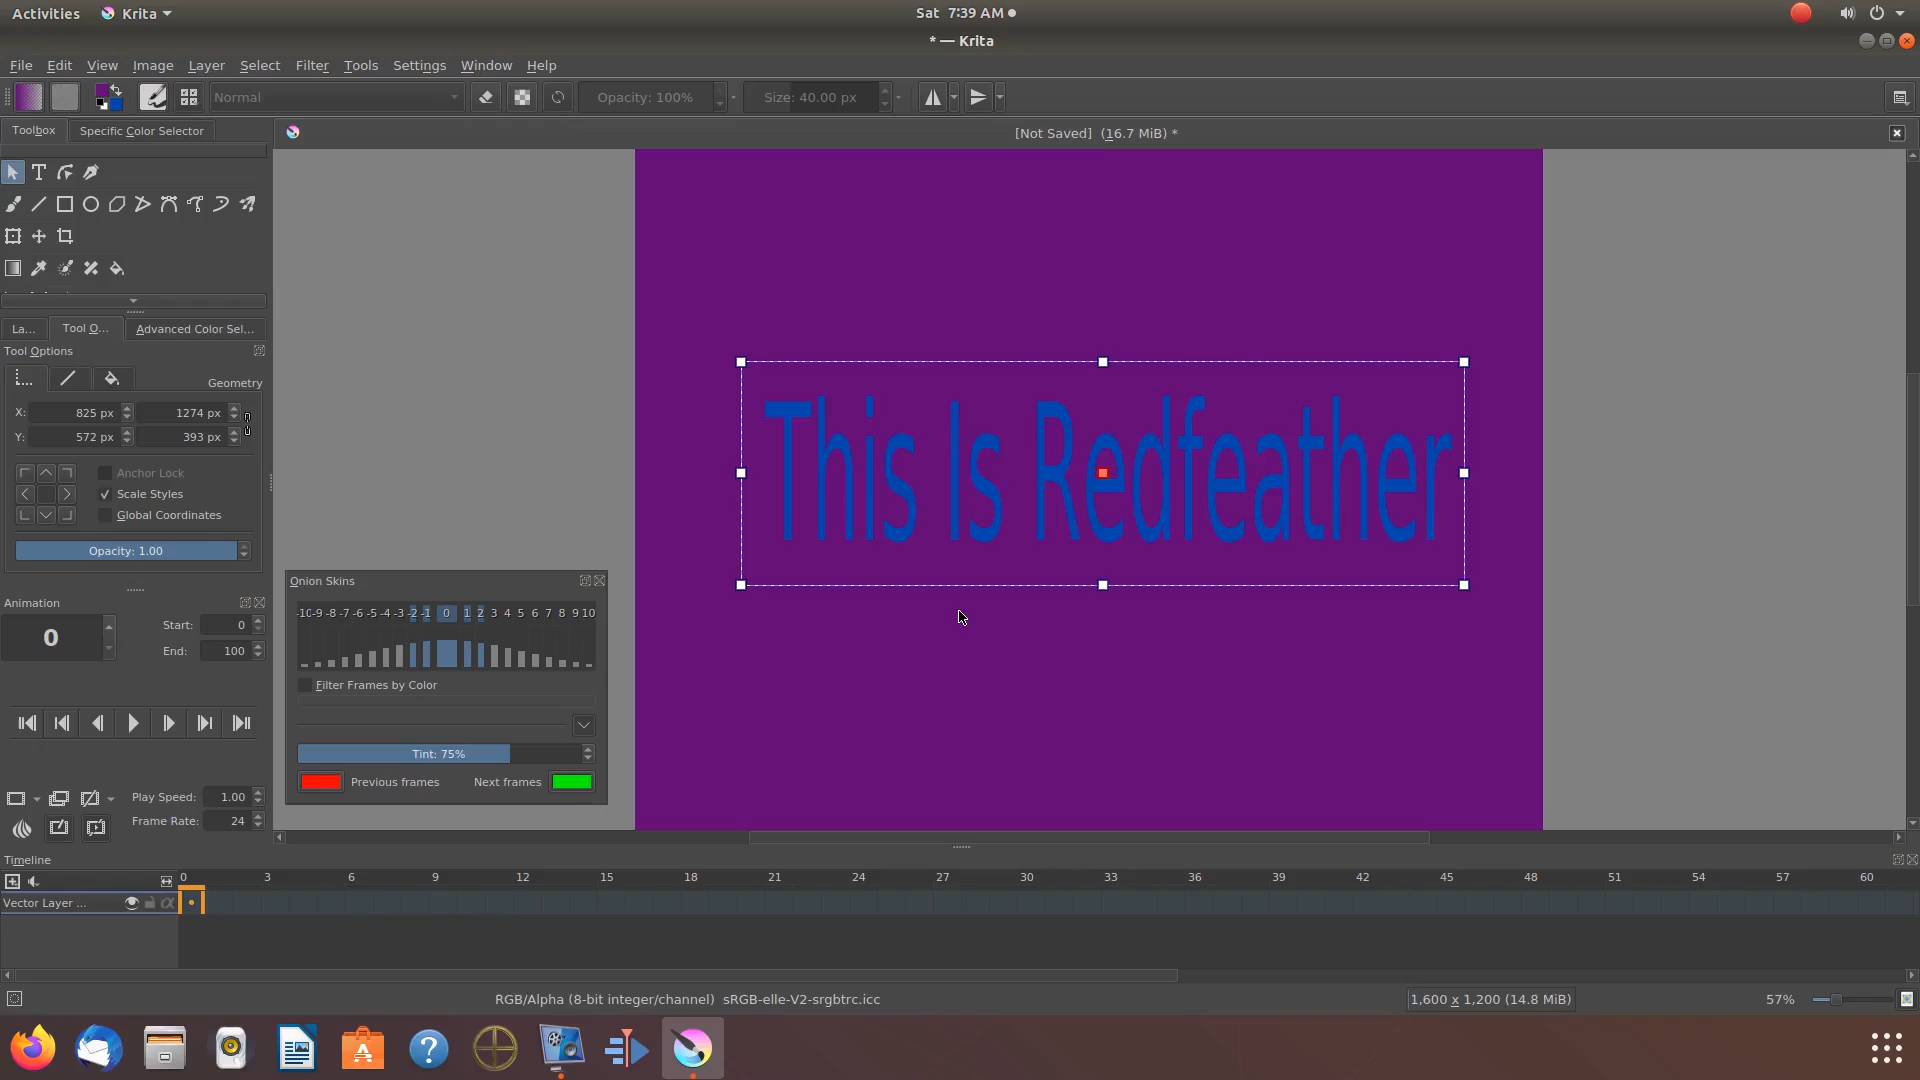 Activities Krita Sat 7:39 AM
* — Krita
File Edit View Image Layer Select Filter Tools Settings Window Help
Normal Opacity: 100% Size: 40.00 px
Toolbox Specific Color Selector [Not Saved] (16.7 MiB) *
La... Tool O... Advanced Color Sel...
Tool Options
Geometry
X: 825 px 1274 px
Y: 572 px 393 px
Anchor Lock
Scale Styles
Global Coordinates
Opacity: 1.00
This Is Redfeather
Onion Skins
-10 -9 -8 -7 -6 -5 -4 -3 -2 -1 0 1 2 3 4 5 6 7 8 9 10
Filter Frames by Color
Tint: 75%
Previous frames Next frames
Animation
0 Start: 0
End: 100
Play Speed: 1.00
Frame Rate: 24
Timeline
0 3 6 9 12 15 18 21 24 27 30 33 36 39 42 45 48 51 54 57 60
Vector Layer ...
RGB/Alpha (8-bit integer/channel) sRGB-elle-V2-srgbtrc.icc 1,600 x 1,200 (14.8 MiB) 57%